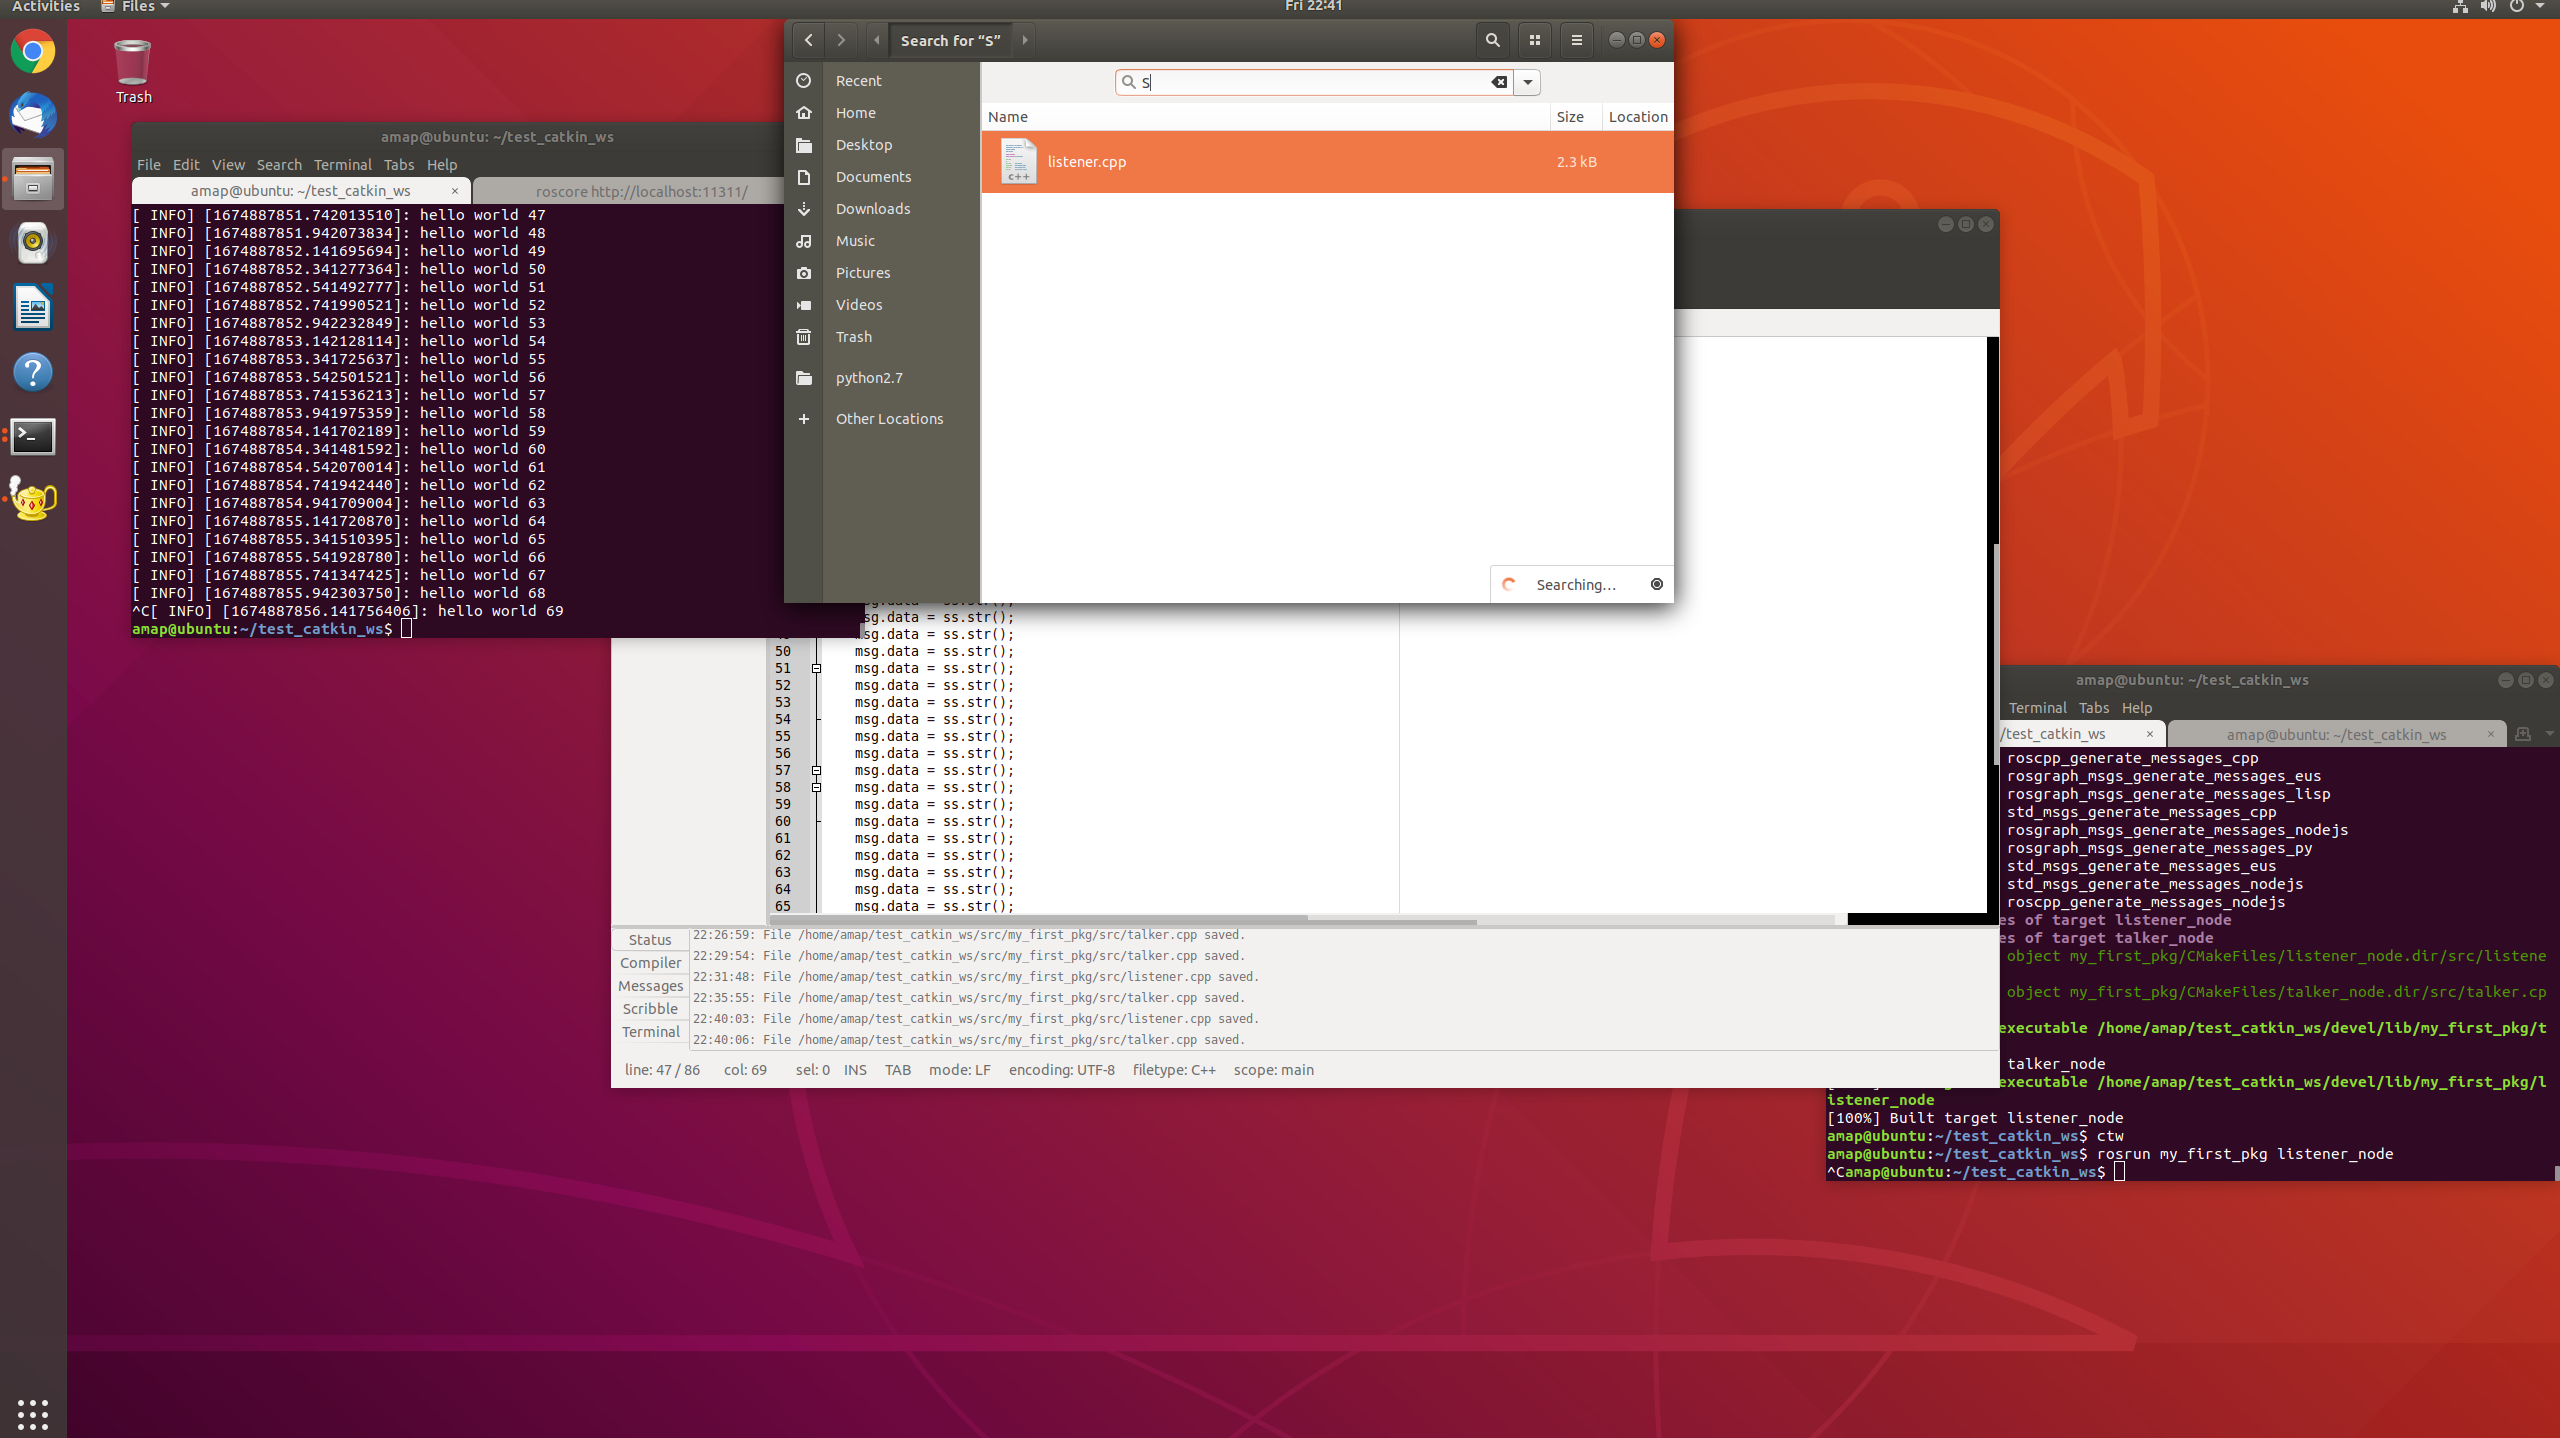 Activities
Files
Fri 22:41
Trash
amap@ubuntu: ~/test_catkin_ws
File Edit View Search Terminal Tabs Help
amap@ubuntu: ~/test_catkin_ws ×
roscore http://localhost:11311/
[ INFO] [1674887851.742013510]: hello world 47
[ INFO] [1674887851.942073834]: hello world 48
[ INFO] [1674887852.141695694]: hello world 49
[ INFO] [1674887852.341277364]: hello world 50
[ INFO] [1674887852.541492777]: hello world 51
[ INFO] [1674887852.741990521]: hello world 52
[ INFO] [1674887852.942232849]: hello world 53
[ INFO] [1674887853.142128114]: hello world 54
[ INFO] [1674887853.341725637]: hello world 55
[ INFO] [1674887853.542501521]: hello world 56
[ INFO] [1674887853.741536213]: hello world 57
[ INFO] [1674887853.941975359]: hello world 58
[ INFO] [1674887854.141702189]: hello world 59
[ INFO] [1674887854.341481592]: hello world 60
[ INFO] [1674887854.542070014]: hello world 61
[ INFO] [1674887854.741942440]: hello world 62
[ INFO] [1674887854.941709004]: hello world 63
[ INFO] [1674887855.141720870]: hello world 64
[ INFO] [1674887855.341510395]: hello world 65
[ INFO] [1674887855.541928780]: hello world 66
[ INFO] [1674887855.741347425]: hello world 67
[ INFO] [1674887855.942303750]: hello world 68
^C[ INFO] [1674887856.141756406]: hello world 69
amap@ubuntu:~/test_catkin_ws$
Search for “S”
S
Recent
Home
Desktop
Documents
Downloads
Music
Pictures
Videos
Trash
python2.7
Other Locations
Name Size Location
listener.cpp 2.3 kB
c++
Searching…
sg.data = ss.str();
50 msg.data = ss.str();
51 msg.data = ss.str();
52 msg.data = ss.str();
53 msg.data = ss.str();
54 msg.data = ss.str();
55 msg.data = ss.str();
56 msg.data = ss.str();
57 msg.data = ss.str();
58 msg.data = ss.str();
59 msg.data = ss.str();
60 msg.data = ss.str();
61 msg.data = ss.str();
62 msg.data = ss.str();
63 msg.data = ss.str();
64 msg.data = ss.str();
65 msg.data = ss.str();
Status
Compiler
Messages
Scribble
Terminal
22:26:59: File /home/amap/test_catkin_ws/src/my_first_pkg/src/talker.cpp saved.
22:29:54: File /home/amap/test_catkin_ws/src/my_first_pkg/src/talker.cpp saved.
22:31:48: File /home/amap/test_catkin_ws/src/my_first_pkg/src/listener.cpp saved.
22:35:55: File /home/amap/test_catkin_ws/src/my_first_pkg/src/talker.cpp saved.
22:40:03: File /home/amap/test_catkin_ws/src/my_first_pkg/src/listener.cpp saved.
22:40:06: File /home/amap/test_catkin_ws/src/my_first_pkg/src/talker.cpp saved.
line: 47 / 86 col: 69 sel: 0 INS TAB mode: LF encoding: UTF-8 filetype: C++ scope: main
amap@ubuntu: ~/test_catkin_ws
Terminal Tabs Help
/test_catkin_ws ×
amap@ubuntu: ~/test_catkin_ws ×
roscpp_generate_messages_cpp
rosgraph_msgs_generate_messages_eus
rosgraph_msgs_generate_messages_lisp
std_msgs_generate_messages_cpp
rosgraph_msgs_generate_messages_nodejs
rosgraph_msgs_generate_messages_py
std_msgs_generate_messages_eus
std_msgs_generate_messages_nodejs
roscpp_generate_messages_nodejs
es of target listener_node
es of target talker_node
object my_first_pkg/CMakeFiles/listener_node.dir/src/listene
object my_first_pkg/CMakeFiles/talker_node.dir/src/talker.cp
executable /home/amap/test_catkin_ws/devel/lib/my_first_pkg/t
talker_node
executable /home/amap/test_catkin_ws/devel/lib/my_first_pkg/l
istener_node
[100%] Built target listener_node
amap@ubuntu:~/test_catkin_ws$ ctw
amap@ubuntu:~/test_catkin_ws$ rosrun my_first_pkg listener_node
^Camap@ubuntu:~/test_catkin_ws$